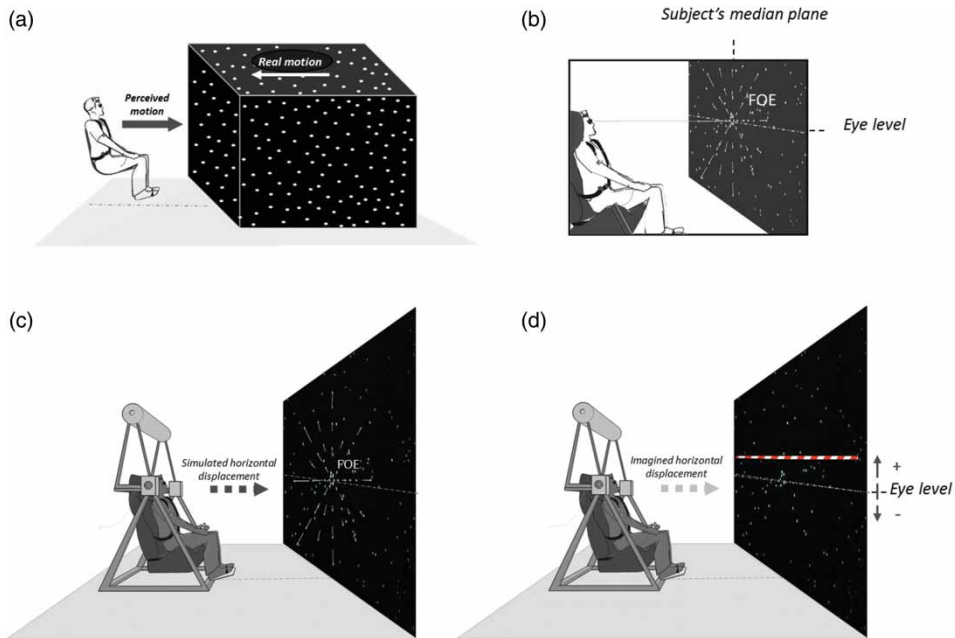 (a)
Real motion
Perceived
motion
(b)
Subject's median plane
FOE
Eye level
(c)
Simulated horizontal
displacement
FOE
(d)
Imagined horizontal
displacement
+
Eye level
-